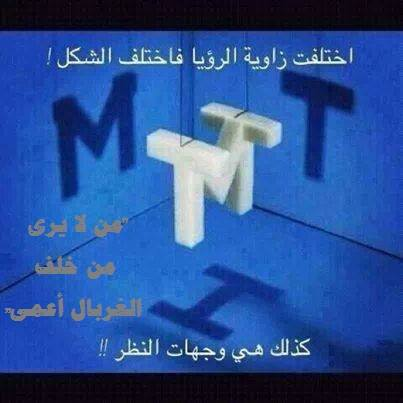 اختلفت زاوية الرؤيا فاختلف الشكل !
M T
"من لا يرى
من خلف
الغربال أعمى"
H
كذلك هي وجهات النظر !!